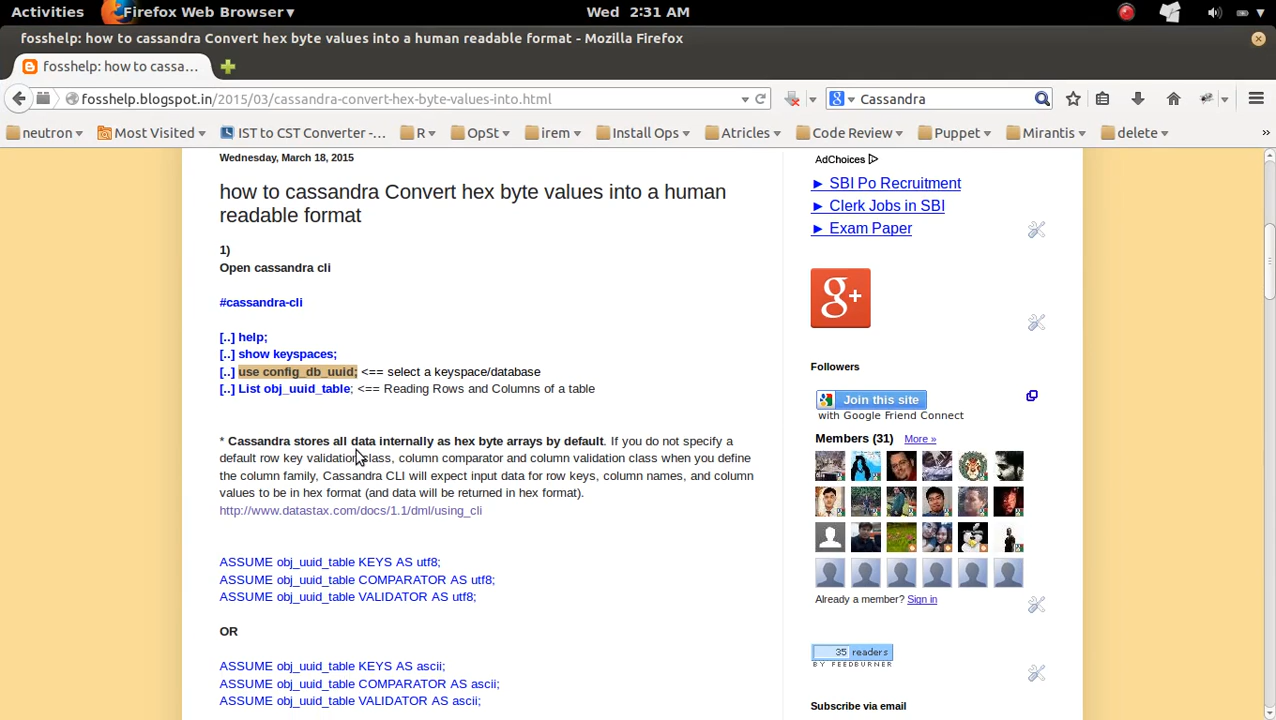 Activities Firefox Web Browser ▾ Wed 2:31 AM
fosshelp: how to cassandra Convert hex byte values into a human readable format - Mozilla Firefox
fosshelp: how to cassa...
fosshelp.blogspot.in/2015/03/cassandra-convert-hex-byte-values-into.html
Cassandra
neutron Most Visited IST to CST Converter -... R OpSt irem Install Ops Atricles Code Review Puppet Mirantis delete »
Wednesday, March 18, 2015
how to cassandra Convert hex byte values into a human
readable format
1)
Open cassandra cli
#cassandra-cli
[..] help;
[..] show keyspaces;
[..] use config_db_uuid; <== select a keyspace/database
[..] List obj_uuid_table; <== Reading Rows and Columns of a table
* Cassandra stores all data internally as hex byte arrays by default. If you do not specify a
default row key validation class, column comparator and column validation class when you define
the column family, Cassandra CLI will expect input data for row keys, column names, and column
values to be in hex format (and data will be returned in hex format).
http://www.datastax.com/docs/1.1/dml/using_cli
ASSUME obj_uuid_table KEYS AS utf8;
ASSUME obj_uuid_table COMPARATOR AS utf8;
ASSUME obj_uuid_table VALIDATOR AS utf8;
OR
ASSUME obj_uuid_table KEYS AS ascii;
ASSUME obj_uuid_table COMPARATOR AS ascii;
ASSUME obj_uuid_table VALIDATOR AS ascii;
AdChoices
► SBI Po Recruitment
► Clerk Jobs in SBI
► Exam Paper
g+
Followers
Join this site
with Google Friend Connect
Members (31) More »
Already a member? Sign in
35 readers
BY FEEDBURNER
Subscribe via email